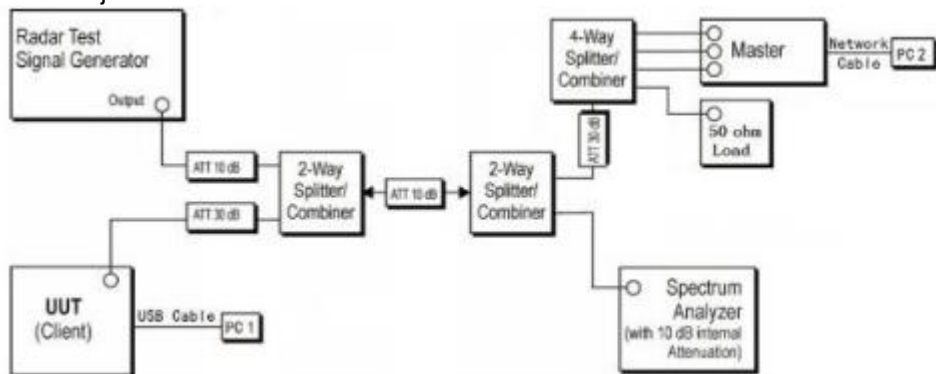 Radar Test
Signal Generator
Output
ATT 10 dB
ATT 30 dB
2-Way
Splitter/
Combiner
ATT 10 dB
2-Way
Splitter/
Combiner
ATT 30 dB
4-Way
Splitter/
Combiner
Master
Network
Cable
PC 2
50 ohm
Load
UUT
(Client)
USB Cable
PC 1
Spectrum
Analyzer
(with 10 dB internal
Attenuation)